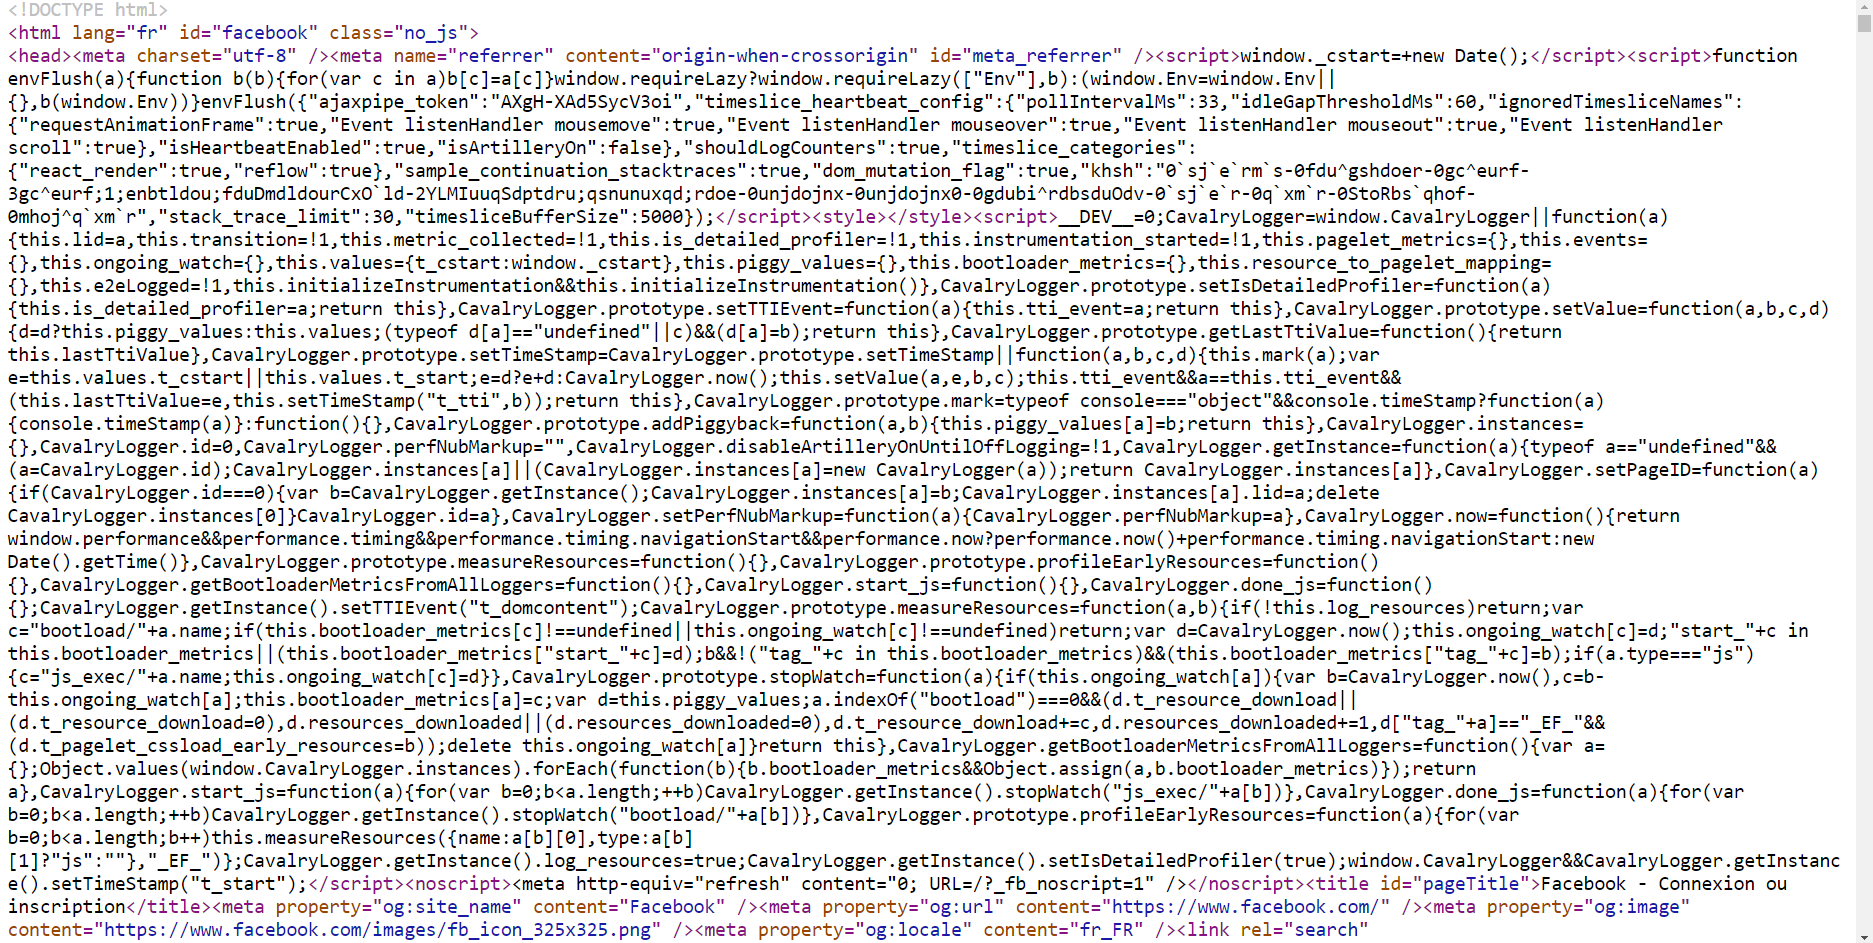 <!DOCTYPE html>
<html lang="fr" id="facebook" class="no_js">
<head><meta charset="utf-8" /><meta name="referrer" content="origin-when-crossorigin" id="meta_referrer" /><script>window._cstart=+new Date();</script><script>function
envFlush(a){function b(b){for(var c in a)b[c]=a[c]}window.requireLazy?window.requireLazy(["Env"],b):(window.Env=window.Env||
{},b(window.Env))}envFlush({"ajaxpipe_token":"AXgH-XAd5SycV3oi","timeslice_heartbeat_config":{"pollIntervalMs":33,"idleGapThresholdMs":60,"ignoredTimesliceNames":
{"requestAnimationFrame":true,"Event listenHandler mousemove":true,"Event listenHandler mouseover":true,"Event listenHandler mouseout":true,"Event listenHandler
scroll":true},"isHeartbeatEnabled":true,"isArtilleryOn":false},"shouldLogCounters":true,"timeslice_categories":
{"react_render":true,"reflow":true},"sample_continuation_stacktraces":true,"dom_mutation_flag":true,"khsh":"0`sj`e`rm`s-0fdu^gshdoer-0gc^eurf-
3gc^eurf;1;enbtldou;fduDmdldourCxO`ld-2YLMIuuqSdptdru;qsnunuxqd;rdoe-0unjdojnx-0unjdojnx0-0gdubi^rdbsduOdv-0`sj`e`r-0q`xm`r-0StoRbs`qhof-
0mhoj^q`xm`r","stack_trace_limit":30,"timesliceBufferSize":5000});</script><style></style><script>__DEV__=0;CavalryLogger=window.CavalryLogger||function(a)
{this.lid=a,this.transition=!1,this.metric_collected=!1,this.is_detailed_profiler=!1,this.instrumentation_started=!1,this.pagelet_metrics={},this.events=
{},this.ongoing_watch={},this.values={t_cstart:window._cstart},this.piggy_values={},this.bootloader_metrics={},this.resource_to_pagelet_mapping=
{},this.e2eLogged=!1,this.initializeInstrumentation&&this.initializeInstrumentation()},CavalryLogger.prototype.setIsDetailedProfiler=function(a)
{this.is_detailed_profiler=a;return this},CavalryLogger.prototype.setTTIEvent=function(a){this.tti_event=a;return this},CavalryLogger.prototype.setValue=function(a,b,c,d)
{d=d?this.piggy_values:this.values;(typeof d[a]=="undefined"||c)&&(d[a]=b);return this},CavalryLogger.prototype.getLastTtiValue=function(){return
this.lastTtiValue},CavalryLogger.prototype.setTimeStamp=CavalryLogger.prototype.setTimeStamp||function(a,b,c,d){this.mark(a);var
e=this.values.t_cstart||this.values.t_start;e=d?e+d:CavalryLogger.now();this.setValue(a,e,b,c);this.tti_event&&a==this.tti_event&&
(this.lastTtiValue=e,this.setTimeStamp("t_tti",b));return this},CavalryLogger.prototype.mark=typeof console==="object"&&console.timeStamp?function(a)
{console.timeStamp(a)}:function(){},CavalryLogger.prototype.addPiggyback=function(a,b){this.piggy_values[a]=b;return this},CavalryLogger.instances=
{},CavalryLogger.id=0,CavalryLogger.perfNubMarkup="",CavalryLogger.disableArtilleryOnUntilOffLogging=!1,CavalryLogger.getInstance=function(a){typeof a=="undefined"&&
(a=CavalryLogger.id);CavalryLogger.instances[a]||(CavalryLogger.instances[a]=new CavalryLogger(a));return CavalryLogger.instances[a]},CavalryLogger.setPageID=function(a)
{if(CavalryLogger.id===0){var b=CavalryLogger.getInstance();CavalryLogger.instances[a]=b;CavalryLogger.instances[a].lid=a;delete
CavalryLogger.instances[0]}CavalryLogger.id=a},CavalryLogger.setPerfNubMarkup=function(a){CavalryLogger.perfNubMarkup=a},CavalryLogger.now=function(){return
window.performance&&performance.timing&&performance.timing.navigationStart&&performance.now?performance.now()+performance.timing.navigationStart:new
Date().getTime()},CavalryLogger.prototype.measureResources=function(){},CavalryLogger.prototype.profileEarlyResources=function()
{},CavalryLogger.getBootloaderMetricsFromAllLoggers=function(){},CavalryLogger.start_js=function(){},CavalryLogger.done_js=function()
{};CavalryLogger.getInstance().setTTIEvent("t_domcontent");CavalryLogger.prototype.measureResources=function(a,b){if(!this.log_resources)return;var
c="bootload/"+a.name;if(this.bootloader_metrics[c]!==undefined||this.ongoing_watch[c]!==undefined)return;var d=CavalryLogger.now();this.ongoing_watch[c]=d;"start_"+c in
this.bootloader_metrics||(this.bootloader_metrics["start_"+c]=d);b&&!("tag_"+c in this.bootloader_metrics)&&(this.bootloader_metrics["tag_"+c]=b);if(a.type==="js")
{c="js_exec/"+a.name;this.ongoing_watch[c]=d}},CavalryLogger.prototype.stopWatch=function(a){if(this.ongoing_watch[a]){var b=CavalryLogger.now(),c=b-
this.ongoing_watch[a];this.bootloader_metrics[a]=c;var d=this.piggy_values;a.indexOf("bootload")===0&&(d.t_resource_download||
(d.t_resource_download=0),d.resources_downloaded||(d.resources_downloaded=0),d.t_resource_download+=c,d.resources_downloaded+=1,d["tag_"+a]=="_EF_"&&
(d.t_pagelet_cssload_early_resources=b));delete this.ongoing_watch[a]}return this},CavalryLogger.getBootloaderMetricsFromAllLoggers=function(){var a=
{};Object.values(window.CavalryLogger.instances).forEach(function(b){b.bootloader_metrics&&Object.assign(a,b.bootloader_metrics)});return
a},CavalryLogger.start_js=function(a){for(var b=0;b<a.length;++b)CavalryLogger.getInstance().stopWatch("js_exec/"+a[b])},CavalryLogger.done_js=function(a){for(var
b=0;b<a.length;++b)CavalryLogger.getInstance().stopWatch("bootload/"+a[b])},CavalryLogger.prototype.profileEarlyResources=function(a){for(var
b=0;b<a.length;b++)this.measureResources({name:a[b][0],type:a[b]
[1]?"js":""},"_EF_")};CavalryLogger.getInstance().log_resources=true;CavalryLogger.getInstance().setIsDetailedProfiler(true);window.CavalryLogger&&CavalryLogger.getInstanc
e().setTimeStamp("t_start");</script><noscript><meta http-equiv="refresh" content="0; URL=/?_fb_noscript=1" /></noscript><title id="pageTitle">Facebook - Connexion ou
inscription</title><meta property="og:site_name" content="Facebook" /><meta property="og:url" content="https://www.facebook.com/" /><meta property="og:image"
content="https://www.facebook.com/images/fb_icon_325x325.png" /><meta property="og:locale" content="fr_FR" /><link rel="search"